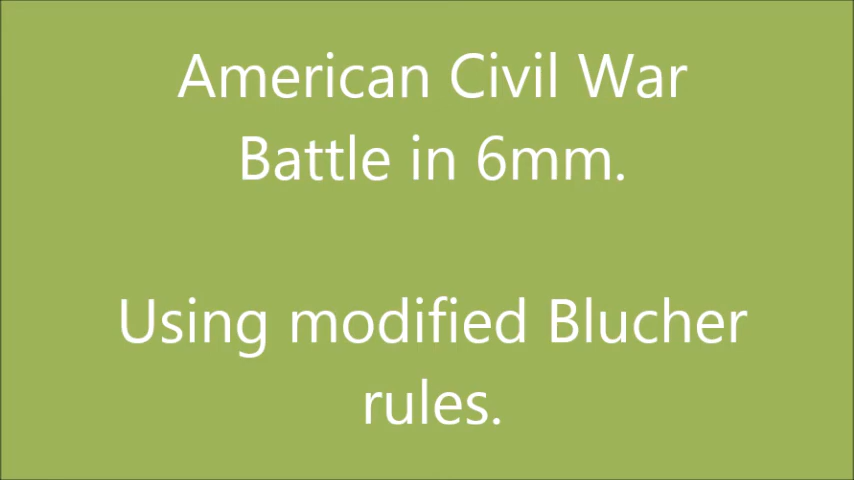 American Civil War
Battle in 6mm.
Using modified Blucher
rules.